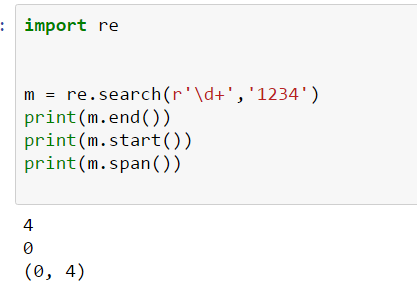 :
import re
m = re.search(r'\d+','1234')
print(m.end())
print(m.start())
print(m.span())
4
0
(0, 4)